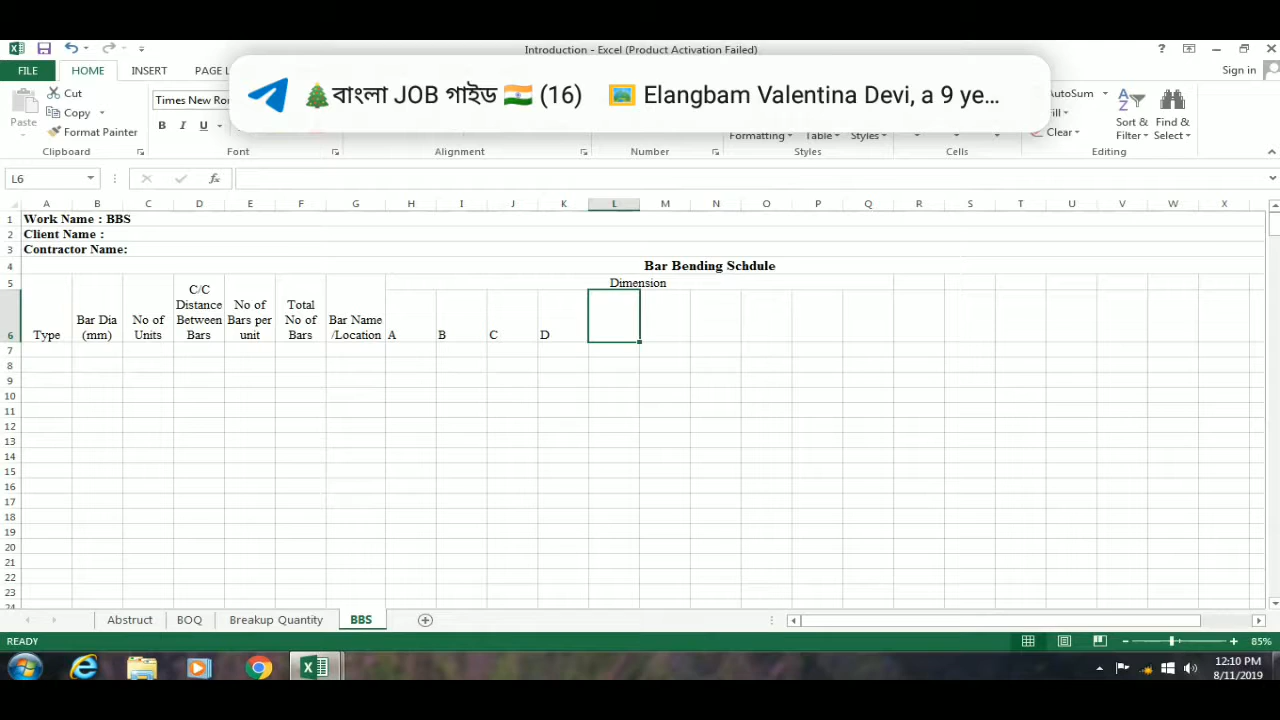 Introduction - Excel (Product Activation Failed)
FILE HOME INSERT PAGE L Sign in
🎄বাংলা JOB গাইড 🇮🇳 (16) 🖼️ Elangbam Valentina Devi, a 9 ye...
Cut
Copy
Format Painter
Paste
Times New Ro
B I U
AutoSum
Clear
Sort & Filter
Find & Select
Formatting Table Styles
Clipboard Font Alignment Number Styles Cells Editing
L6
A B C D E F G H I J K L M N O P Q R S T U V W X
1 Work Name : BBS
2 Client Name :
3 Contractor Name:
4 Bar Bending Schdule
5 Dimension
6 Type
Bar Dia (mm)
No of Units
C/C Distance Between Bars
No of Bars per unit
Total No of Bars
Bar Name /Location
A B C D
7
8
9
10
11
12
13
14
15
16
17
18
19
20
21
22
23
24
Abstruct BOQ Breakup Quantity BBS
READY 85%
12:10 PM
8/11/2019